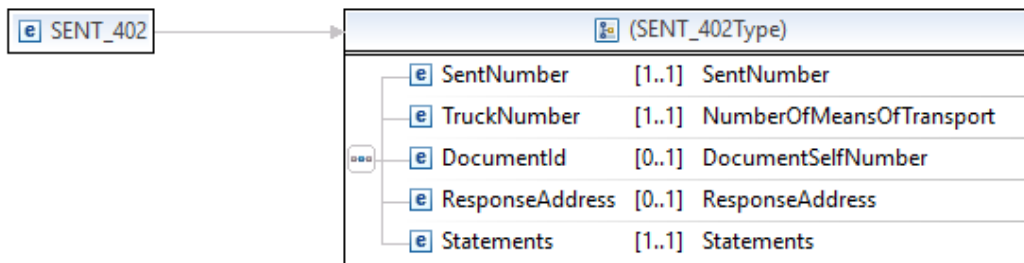 e SENT_402
(SENT_402Type)
e SentNumber [1..1] SentNumber
e TruckNumber [1..1] NumberOfMeansOfTransport
e DocumentId [0..1] DocumentSelfNumber
e ResponseAddress [0..1] ResponseAddress
e Statements [1..1] Statements